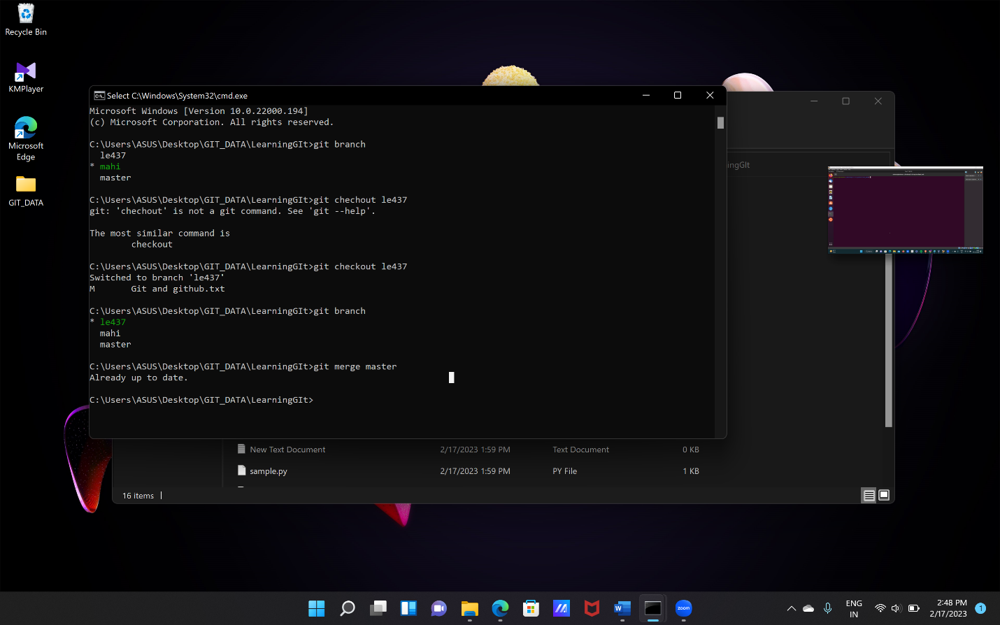 Recycle Bin
KMPlayer
Microsoft
Edge
GIT_DATA
Select C:\Windows\System32\cmd.exe
Microsoft Windows [Version 10.0.22000.194]
(c) Microsoft Corporation. All rights reserved.
C:\Users\ASUS\Desktop\GIT_DATA\LearningGIt>git branch
le437
* mahi
master
C:\Users\ASUS\Desktop\GIT_DATA\LearningGIt>git chechout le437
git: 'chechout' is not a git command. See 'git --help'.
The most similar command is
checkout
C:\Users\ASUS\Desktop\GIT_DATA\LearningGIt>git checkout le437
Switched to branch 'le437'
M Git and github.txt
C:\Users\ASUS\Desktop\GIT_DATA\LearningGIt>git branch
* le437
mahi
master
C:\Users\ASUS\Desktop\GIT_DATA\LearningGIt>git merge master
Already up to date.
C:\Users\ASUS\Desktop\GIT_DATA\LearningGIt>
ingGIt
New Text Document 2/17/2023 1:59 PM Text Document 0 KB
sample.py 2/17/2023 1:59 PM PY File 1 KB
16 items
zoom
ENG
IN
2:48 PM
2/17/2023
1